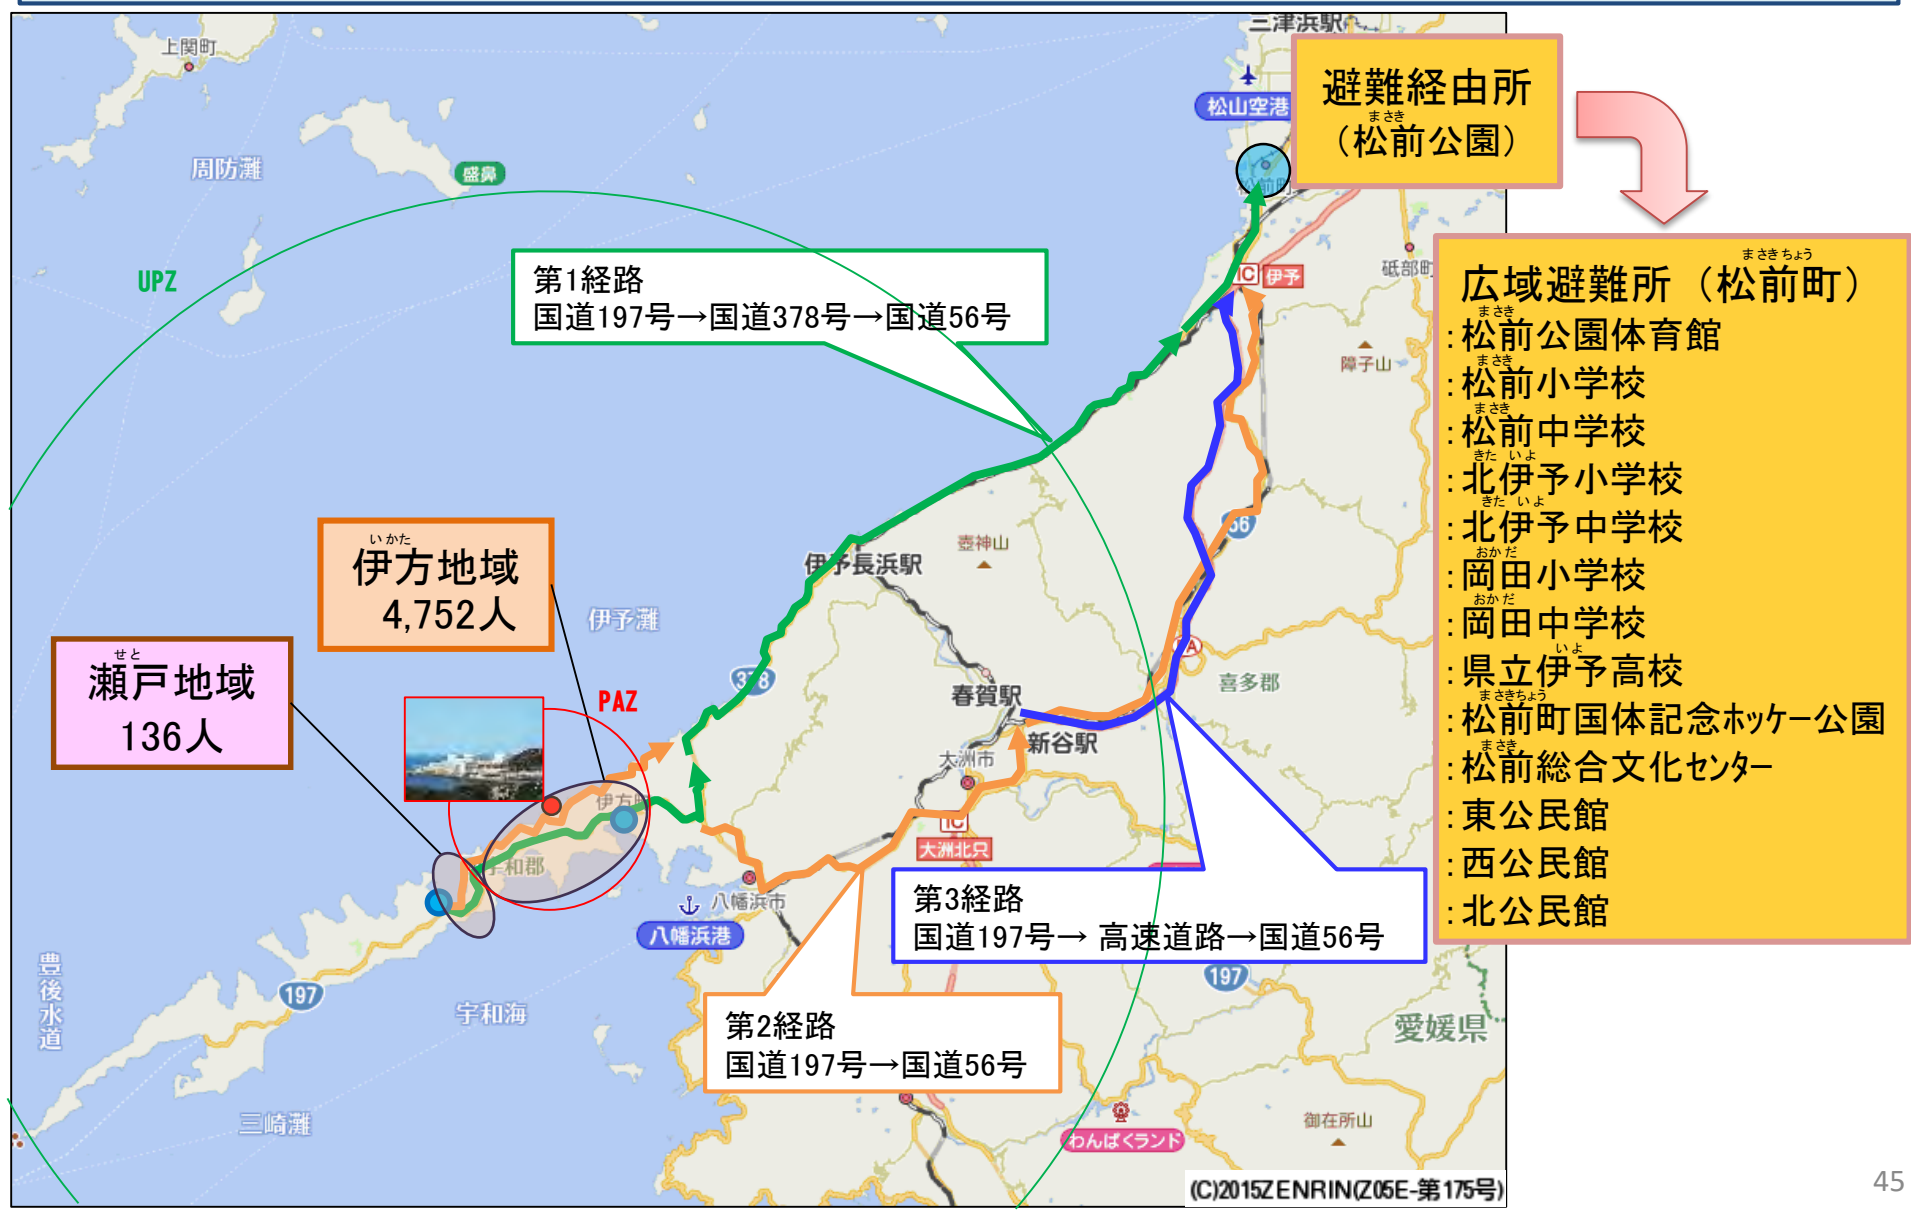 上関町
三津浜駅
松山空港
避難経由所
まさき
（松前公園）
周防灘
盛鼻
松前町
UPZ
第1経路
国道197号→国道378号→国道56号
IC 伊予
砥部町
障子山
まさきちょう
広域避難所（松前町）
まさき
：松前公園体育館
まさき
：松前小学校
まさき
：松前中学校
きた いよ
：北伊予小学校
きた いよ
：北伊予中学校
おかだ
：岡田小学校
おかだ
：岡田中学校
いよ
：県立伊予高校
まさきちょう
：松前町国体記念ホッケー公園
まさき
：松前総合文化センター
：東公民館
：西公民館
：北公民館
いかた
伊方地域
4,752人
せと
瀬戸地域
136人
伊予灘
伊予長浜駅
壺神山
56
378
PAZ
春賀駅
新谷駅
大洲市
喜多郡
伊方町
宇和郡
IC
大洲北只
八幡浜市
八幡浜港
第3経路
国道197号→ 高速道路→国道56号
第2経路
国道197号→国道56号
豊後水道
197
宇和海
197
愛媛県
三崎灘
わんぱくランド
御在所山
(C)2015ZENRIN(Z05E-第175号)
45